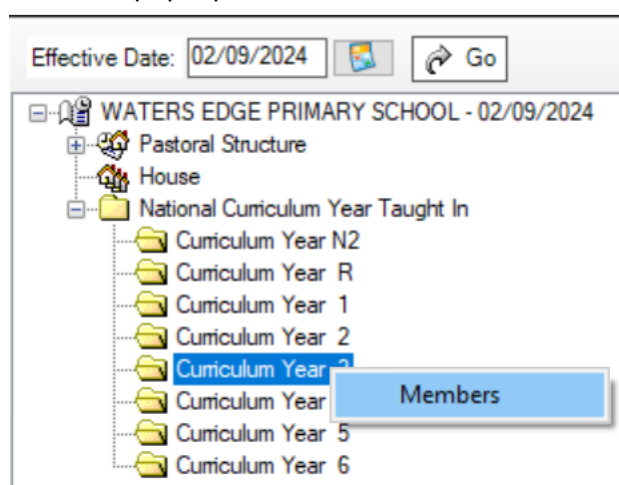 Effective Date: 02/09/2024 Go
WATERS EDGE PRIMARY SCHOOL - 02/09/2024
Pastoral Structure
House
National Curriculum Year Taught In
Curriculum Year N2
Curriculum Year R
Curriculum Year 1
Curriculum Year 2
Curriculum Year
Members
Curriculum Year
Curriculum Year 5
Curriculum Year 6